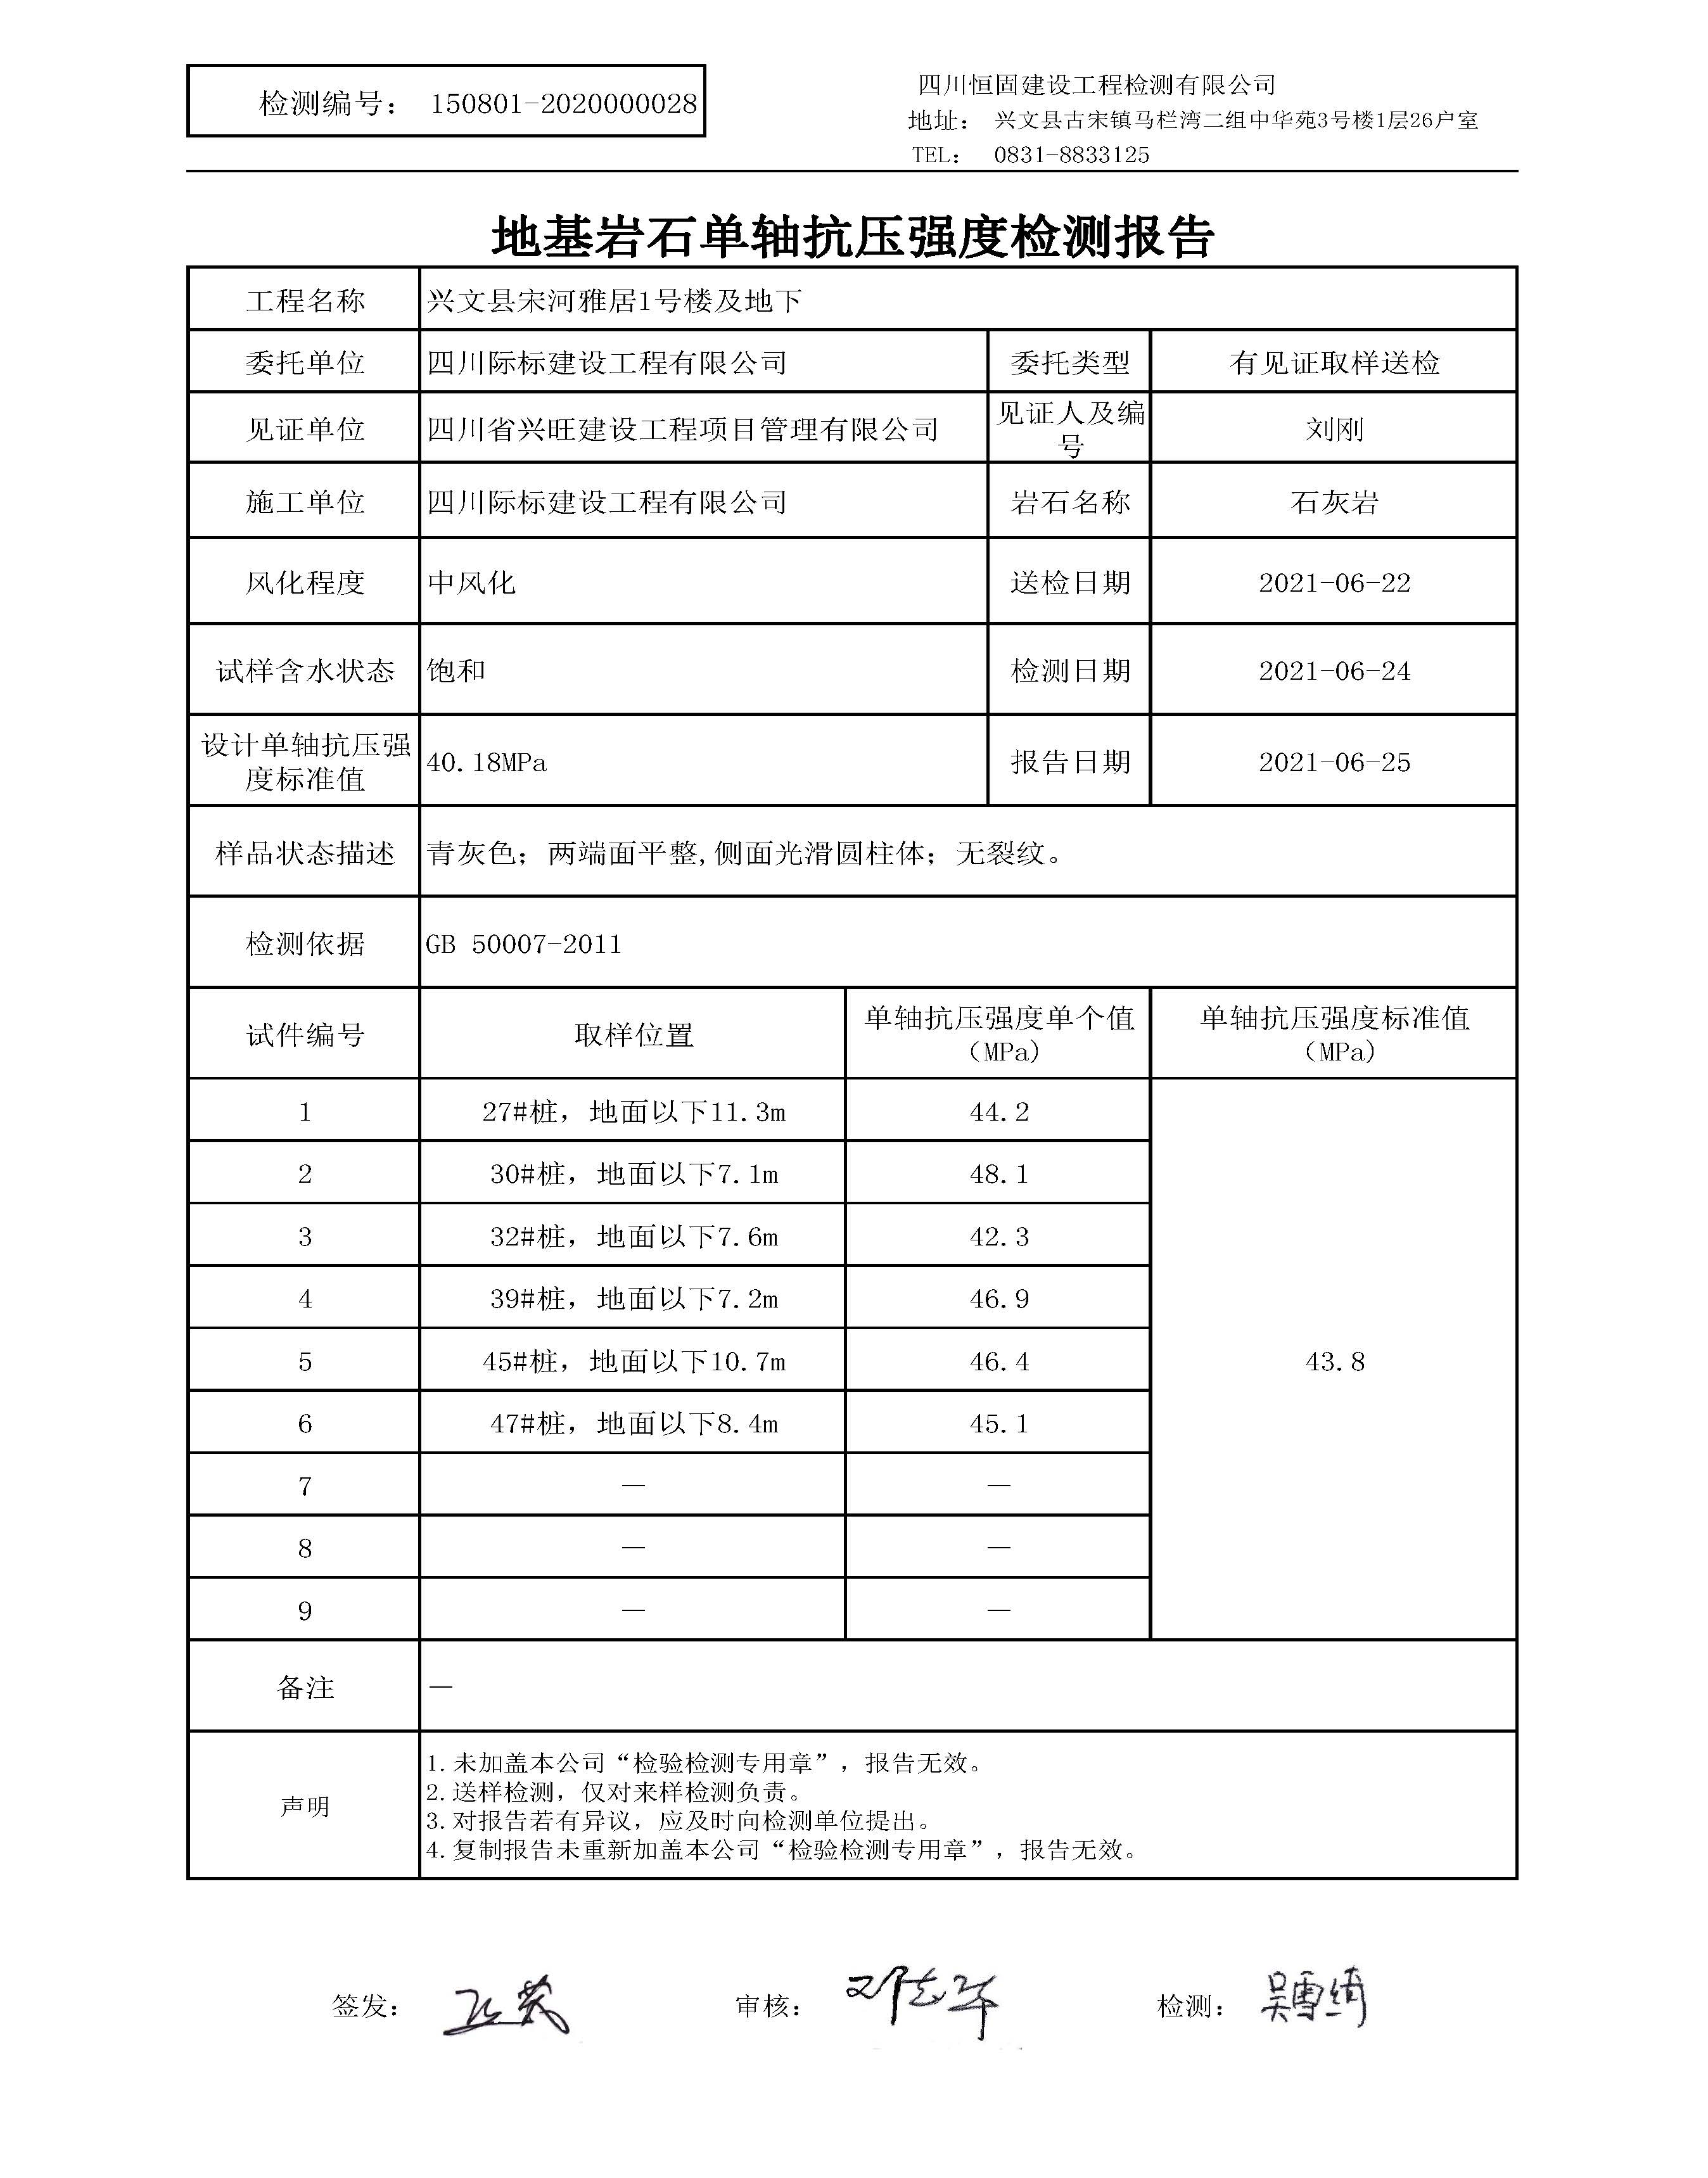 检测编号： 150801-2020000028
四川恒固建设工程检测有限公司
地址： 兴文县古宋镇马栏湾二组中华苑3号楼1层26户室
TEL： 0831-8833125
地基岩石单轴抗压强度检测报告
工程名称 兴文县宋河雅居1号楼及地下
委托单位 四川际标建设工程有限公司 委托类型 有见证取样送检
见证单位 四川省兴旺建设工程项目管理有限公司 见证人及编号 刘刚
施工单位 四川际标建设工程有限公司 岩石名称 石灰岩
风化程度 中风化 送检日期 2021-06-22
试样含水状态 饱和 检测日期 2021-06-24
设计单轴抗压强度标准值 40.18MPa 报告日期 2021-06-25
样品状态描述 青灰色；两端面平整,侧面光滑圆柱体；无裂纹。
检测依据 GB 50007-2011
试件编号 取样位置 单轴抗压强度单个值（MPa） 单轴抗压强度标准值（MPa）
1 27#桩，地面以下11.3m 44.2
2 30#桩，地面以下7.1m 48.1
3 32#桩，地面以下7.6m 42.3
4 39#桩，地面以下7.2m 46.9
5 45#桩，地面以下10.7m 46.4 43.8
6 47#桩，地面以下8.4m 45.1
7 — —
8 — —
9 — —
备注 —
声明
1.未加盖本公司“检验检测专用章”，报告无效。
2.送样检测，仅对来样检测负责。
3.对报告若有异议，应及时向检测单位提出。
4.复制报告未重新加盖本公司“检验检测专用章”，报告无效。
签发： 审核： 邓志华 检测： 吴雪绮